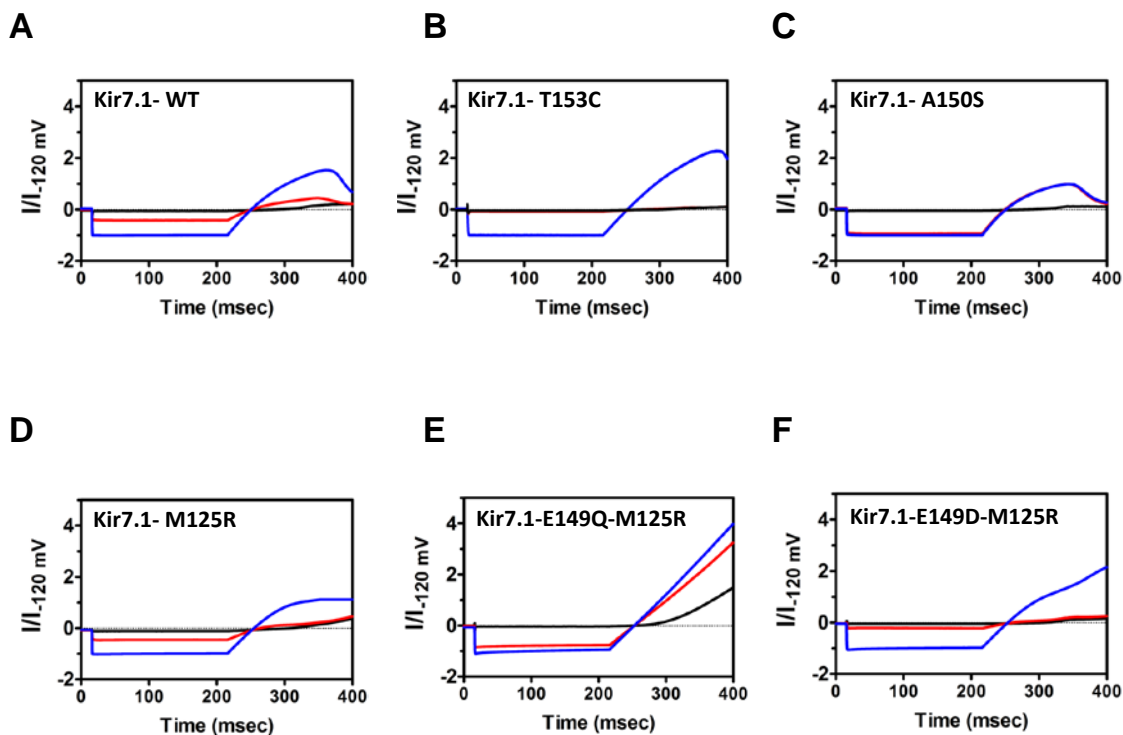 A
B
C
Kir7.1- WT
Kir7.1- T153C
Kir7.1- A150S
I/I-120 mV
4
2
0
-2
0
100
200
300
400
Time (msec)
I/I-120 mV
4
2
0
-2
0
100
200
300
400
Time (msec)
I/I-120 mV
4
2
0
-2
0
100
200
300
400
Time (msec)
D
E
F
Kir7.1- M125R
Kir7.1-E149Q-M125R
Kir7.1-E149D-M125R
I/I-120 mV
4
2
0
-2
0
100
200
300
400
Time (msec)
I/I-120 mV
4
2
0
-2
0
100
200
300
400
Time (msec)
I/I-120 mV
4
2
0
-2
0
100
200
300
400
Time (msec)